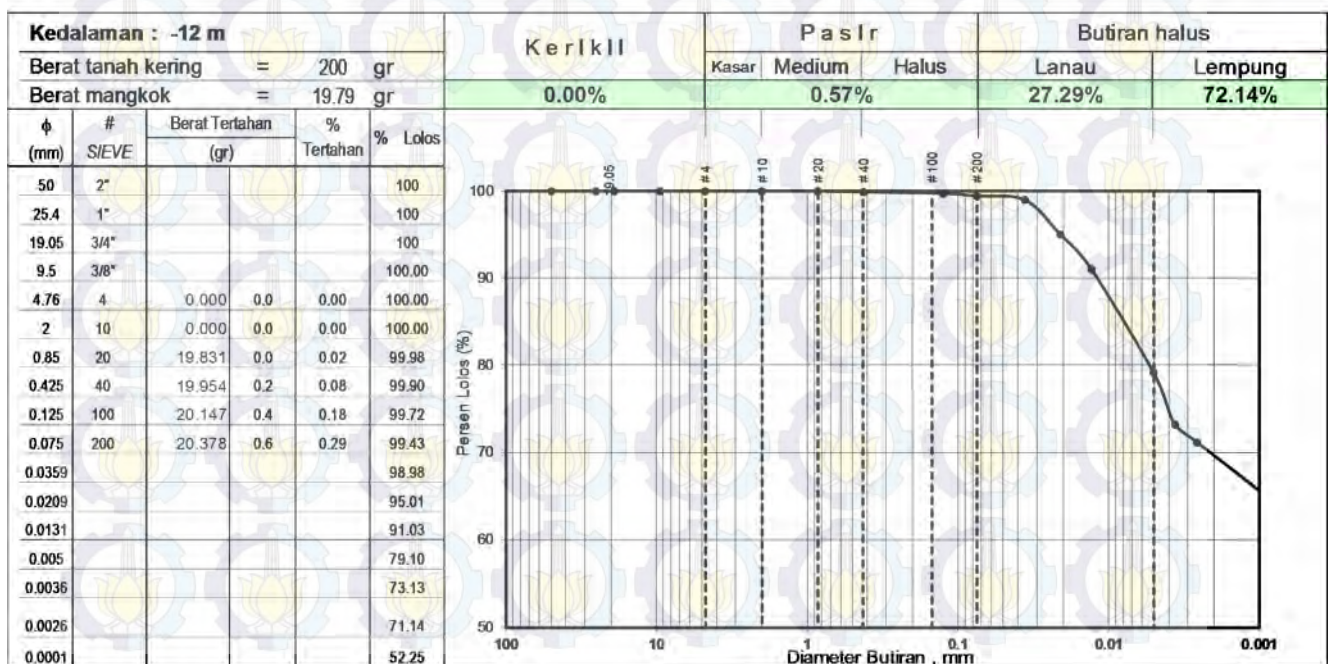 Kedalaman : -12 m KerIkIl PasIr Butiran halus
Berat tanah kering = 200 gr Kasar Medium Halus Lanau Lempung
Berat mangkok = 19.79 gr 0.00% 0.57% 27.29% 72.14%
ϕ # Berat Tertahan % % Lolos
(mm) SIEVE (gr) Tertahan
50 2" 100
25.4 1" 100
19.05 3/4" 100
9.5 3/8" 100.00
4.76 4 0.000 0.0 0.00 100.00
2 10 0.000 0.0 0.00 100.00
0.85 20 19.831 0.0 0.02 99.98
0.425 40 19.954 0.2 0.08 99.90
0.125 100 20.147 0.4 0.18 99.72
0.075 200 20.378 0.6 0.29 99.43
0.0359 98.98
0.0209 95.01
0.0131 91.03
0.005 79.10
0.0036 73.13
0.0026 71.14
0.0001 52.25
#4 #10 #20 #40 #100 #200
Persen Lolos (%)
100
90
80
70
60
50
100 10 1 0.1 0.01 0.001
Diameter Butiran , mm